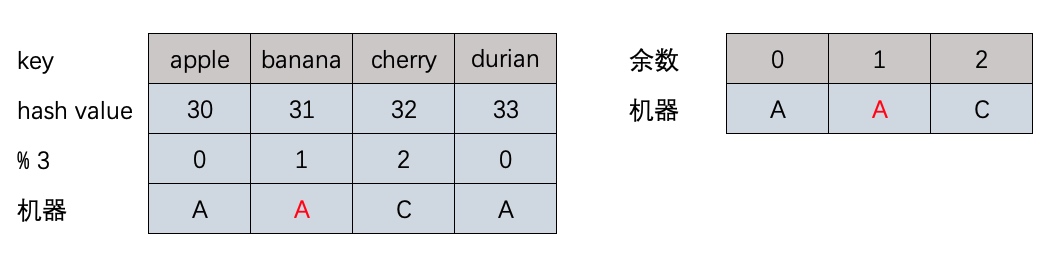 key apple banana cherry durian
hash value 30 31 32 33
% 3 0 1 2 0
机器 A A C A
余数 0 1 2
机器 A A C